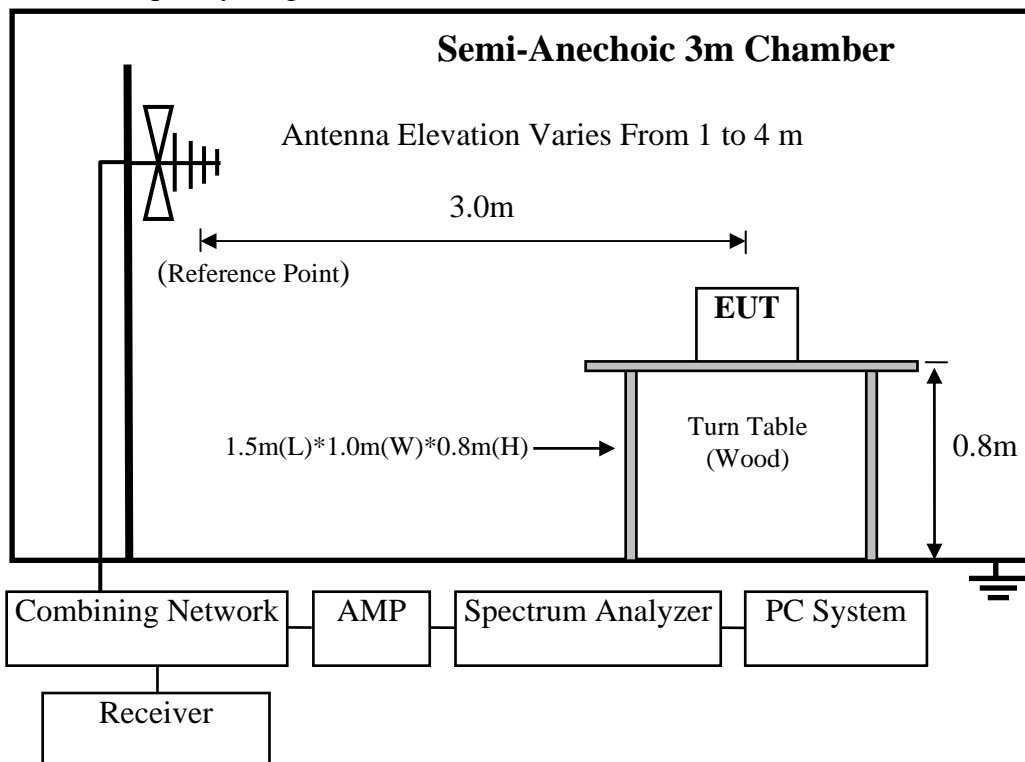 Semi-Anechoic 3m Chamber
Antenna Elevation Varies From 1 to 4 m
3.0m
(Reference Point)
EUT
1.5m(L)*1.0m(W)*0.8m(H)
Turn Table
(Wood)
0.8m
Combining Network
AMP
Spectrum Analyzer
PC System
Receiver